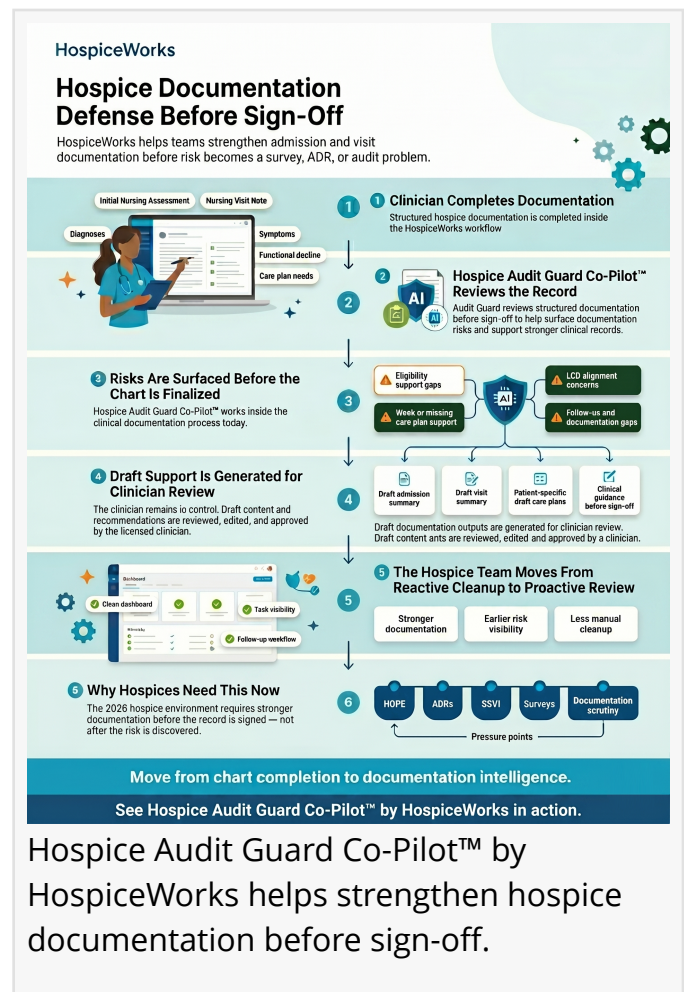 HospiceWorks
Hospice Documentation
Defense Before Sign-Off
HospiceWorks helps teams strengthen admission and visit
documentation before risk becomes a survey, ADR, or audit problem.
Initial Nursing Assessment
Nursing Visit Note
Diagnoses
Symptoms
Functional decline
Care plan needs
1
1 Clinician Completes Documentation
Structured hospice documentation is completed inside
the HospiceWorks workflow
2
2 Hospice Audit Guard Co-Pilot™
Reviews the Record
Audit Guard reviews structured documentation
before sign-off to help surface documentation
risks and support stronger clinical records.
AI
AI
3 Risks Are Surfaced Before the
Chart Is Finalized
Hospice Audit Guard Co-Pilot™ works inside the
clinical documentation process today.
3
Eligibility
support gaps
Week or missing
care plan support
AI
LCD alignment
concerns
Follow-us and
documentation gaps
4 Draft Support Is Generated for
Clinician Review
The clinician remains is control. Draft content and
recommendations are reviewed, edited, and approved
by the licensed clinician.
4
Draft admission
summary
Draft visit
summary
Patient-specific
draft care plans
Clinical
guidance
before sign-off
Draft documentation outputs are generated for clinician review.
Draft content ants are reviewed, edited and approved by a clinician.
Dashboard
Clean dashboard
Task visibility
Follow-up workflow
5
5 The Hospice Team Moves From
Reactive Cleanup to Proactive Review
Stronger
documentation
Earlier risk
visibility
Less manual
cleanup
5 Why Hospices Need This Now
The 2026 hospice environment requires stronger
documentation before the record is signed — not
after the risk is discovered.
6
HOPE
ADRs
SSVI
Surveys
Documentation
scrutiny
Pressure points
Move from chart completion to documentation intelligence.
See Hospice Audit Guard Co-Pilot™ by HospiceWorks in action.
Hospice Audit Guard Co-Pilot™ by
HospiceWorks helps strengthen hospice
documentation before sign-off.